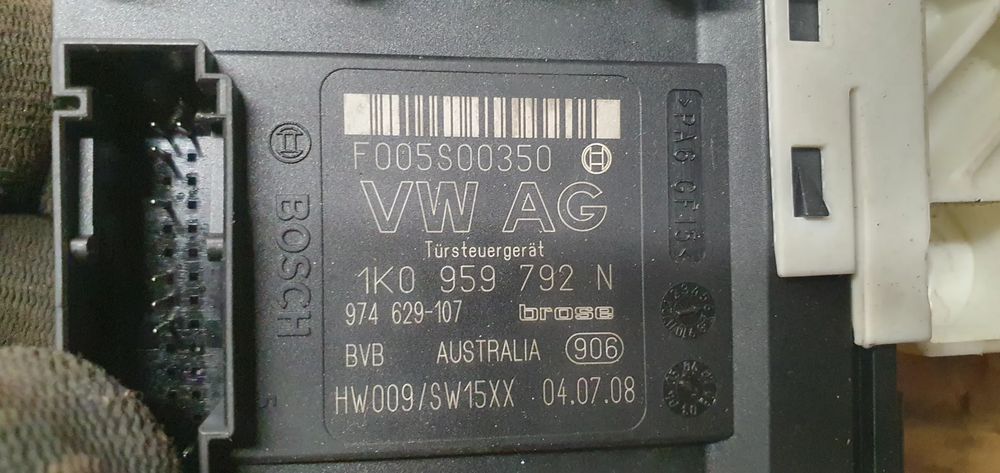 F005S00350
VW AG
Türsteuergerät
1K0 959 792 N
974 629-107 brose
BVB AUSTRALIA 906
HW009/SW15XX 04.07.08
BOSCH
5